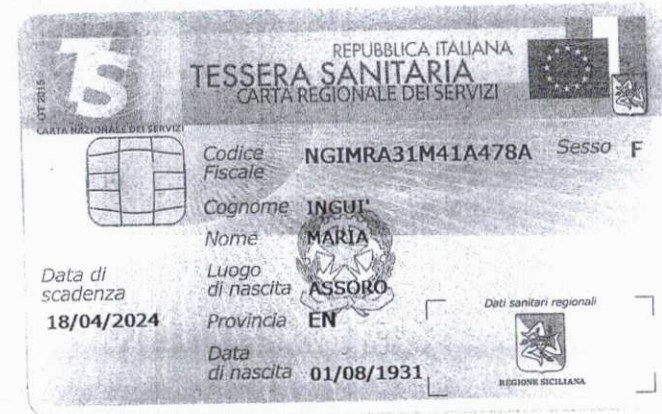 REPUBBLICA ITALIANA
TESSERA SANITARIA
CARTA REGIONALE DEI SERVIZI
TS
OT 2015
CARTA NAZIONALE DEI SERVIZI
Codice Fiscale NGIMRA31M41A478A Sesso F
Cognome INGUI'
Nome MARIA
Luogo di nascita ASSORO
Provincia EN
Data di nascita 01/08/1931
Data di scadenza
18/04/2024
Dati sanitari regionali
REGIONE SICILIANA